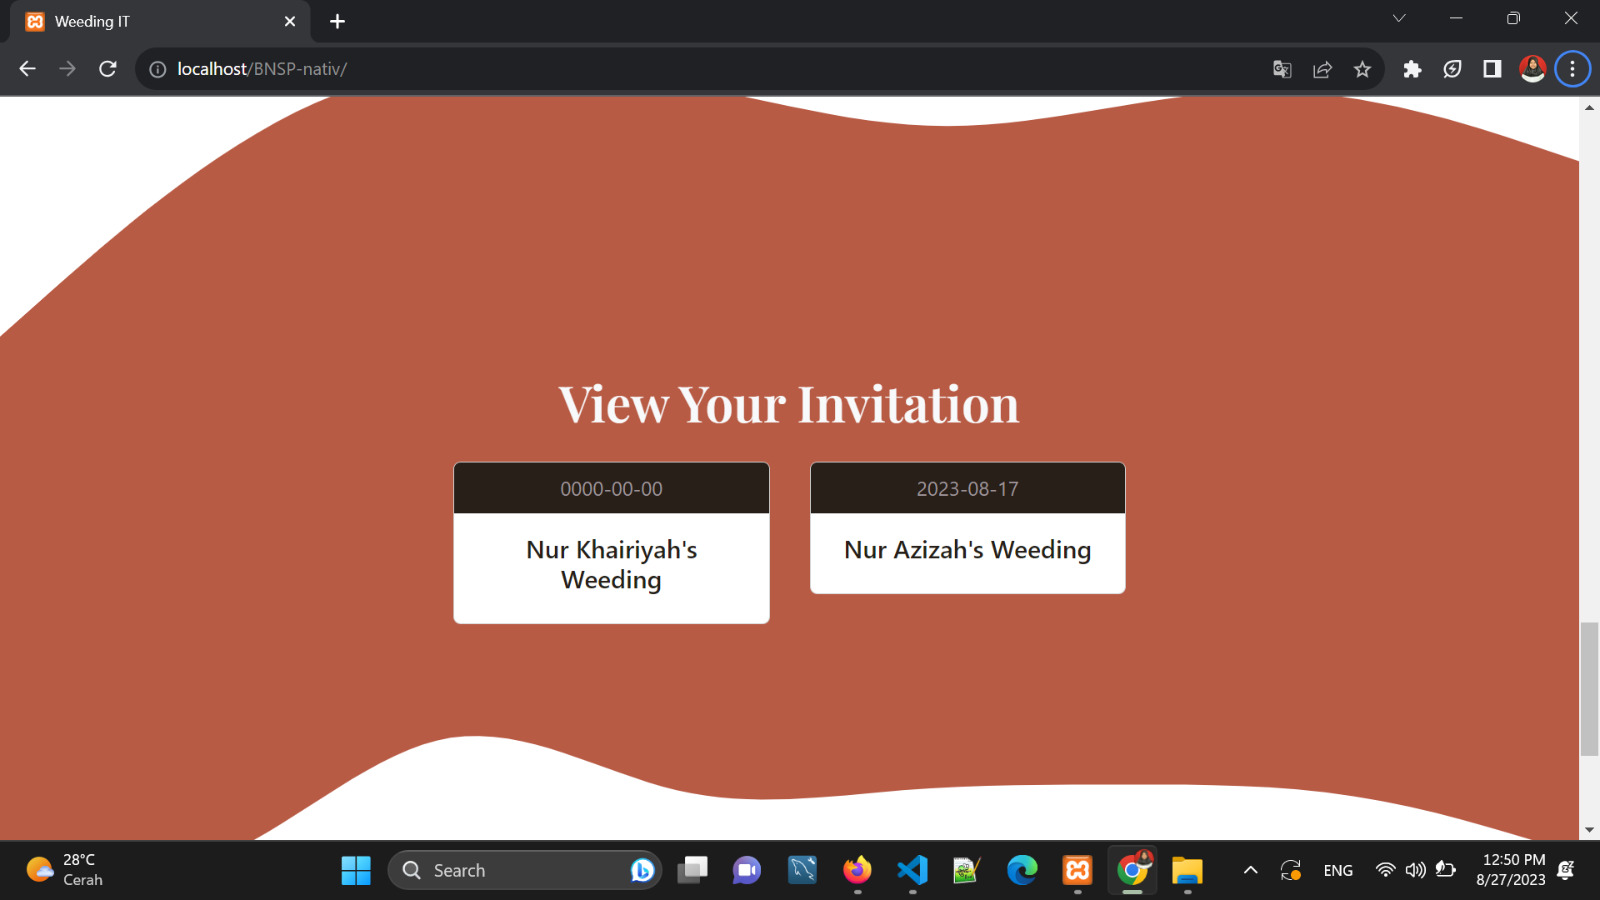 Weeding IT
localhost/BNSP-nativ/
View Your Invitation
0000-00-00
Nur Khairiyah's
Weeding
2023-08-17
Nur Azizah's Weeding
28°C
Cerah
Search
ENG
12:50 PM
8/27/2023